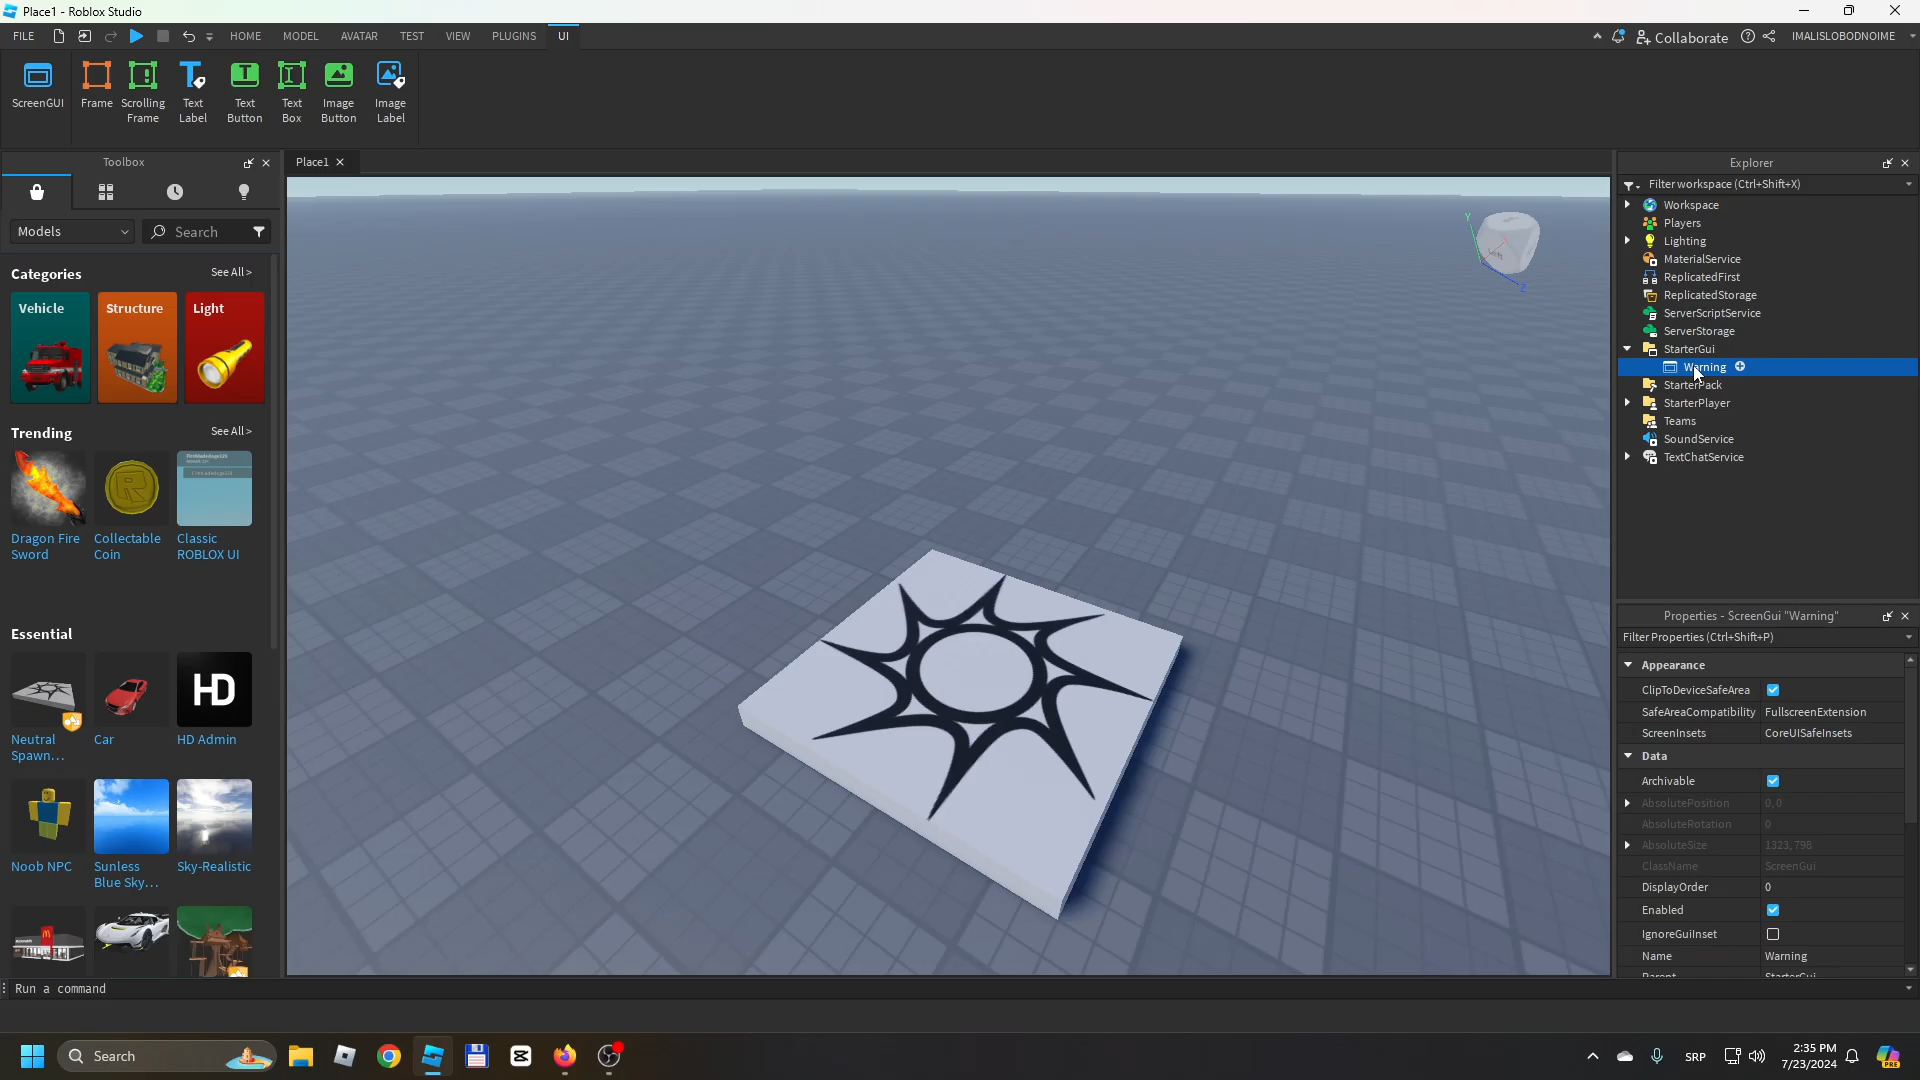 Place1 - Roblox Studio
FILE HOME MODEL AVATAR TEST VIEW PLUGINS UI Collaborate IMALISLOBODNOIME
ScreenGUI Frame Scrolling Frame Text Label Text Button Text Box Image Button Image Label
Toolbox
Models Search
Categories See All >
Vehicle Structure Light
Trending See All >
Dragon Fire Sword Collectable Coin Classic ROBLOX UI
Essential
HD
Neutral Spawn... Car HD Admin
Noob NPC Sunless Blue Sky... Sky-Realistic
Place1
Y
Left
Z
Explorer
Filter workspace (Ctrl+Shift+X)
Workspace
Players
Lighting
MaterialService
ReplicatedFirst
ReplicatedStorage
ServerScriptService
ServerStorage
StarterGui
Warning
StarterPack
StarterPlayer
Teams
SoundService
TextChatService
Properties - ScreenGui "Warning"
Filter Properties (Ctrl+Shift+P)
Appearance
ClipToDeviceSafeArea
SafeAreaCompatibility FullscreenExtension
ScreenInsets CoreUISafeInsets
Data
Archivable
AbsolutePosition 0, 0
AbsoluteRotation 0
AbsoluteSize 1323, 798
ClassName ScreenGui
DisplayOrder 0
Enabled
IgnoreGuiInset
Name Warning
Parent StarterGui
Run a command
Search
SRP
2:35 PM
7/23/2024
PRE